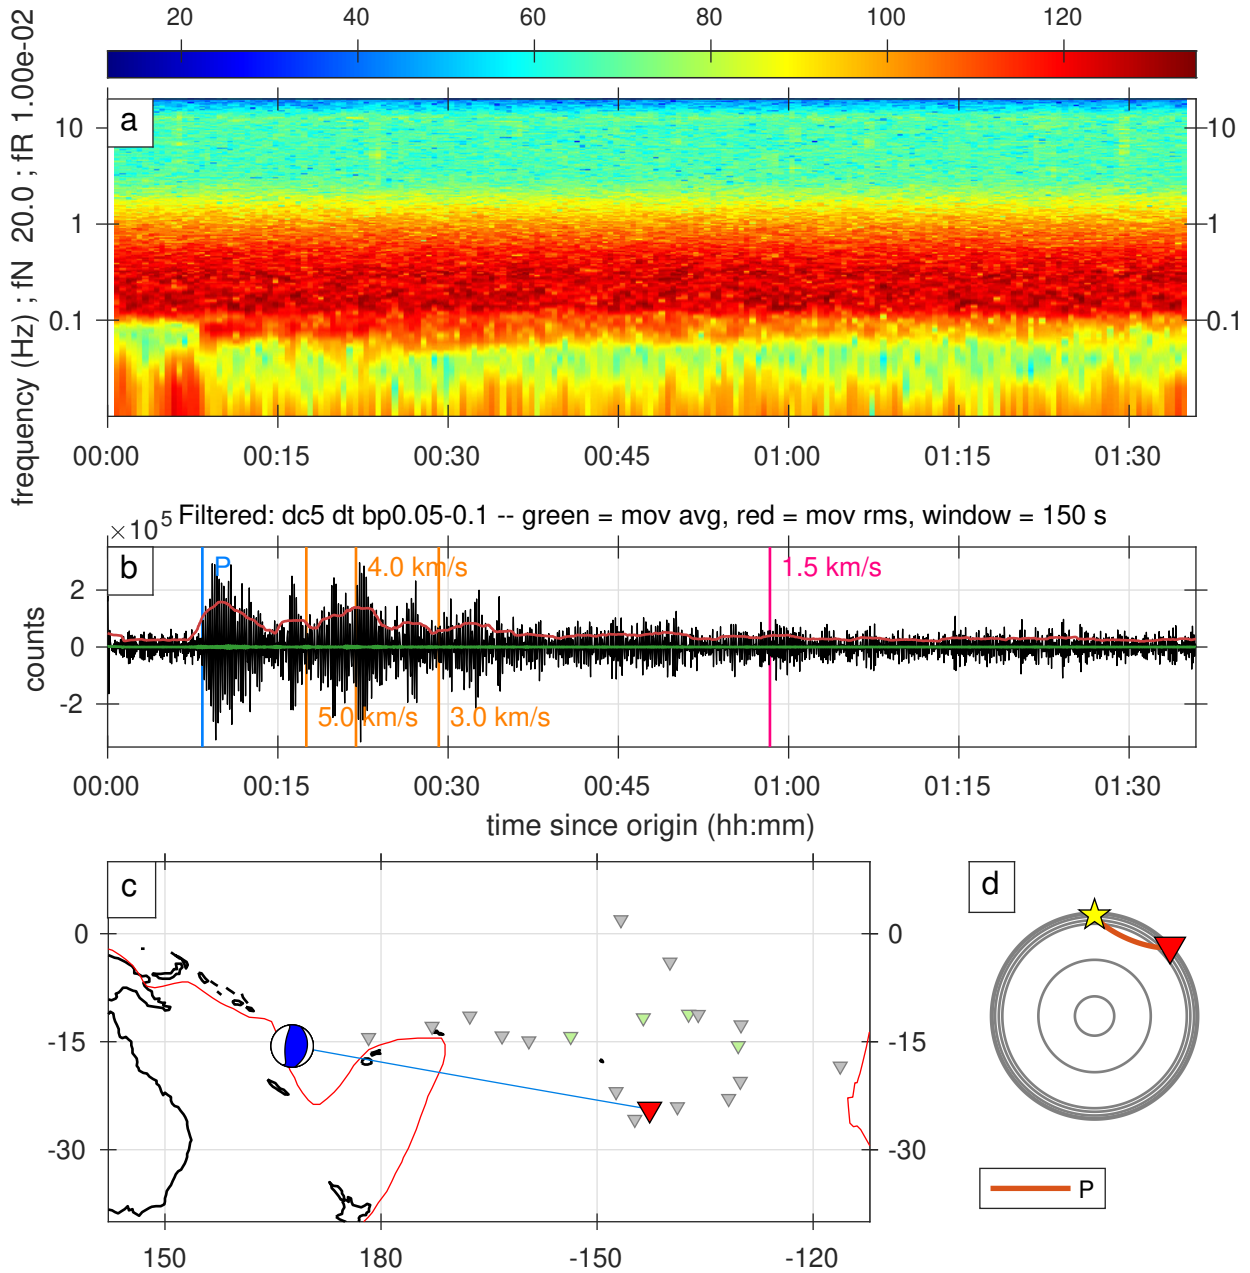 20 40 60 80 100 120
frequency (Hz) ; fN 20.0 ; fR 1.00e-02
a
10 10
1 1
0.1 0.1
00:00 00:15 00:30 00:45 01:00 01:15 01:30
×10^5 Filtered: dc5 dt bp0.05-0.1 -- green = mov avg, red = mov rms, window = 150 s
b
P 4.0 km/s 1.5 km/s
2
0
-2
counts
5.0 km/s 3.0 km/s
00:00 00:15 00:30 00:45 01:00 01:15 01:30
time since origin (hh:mm)
c
d
0 0
-15 -15
-30 -30
150 180 -150 -120
P